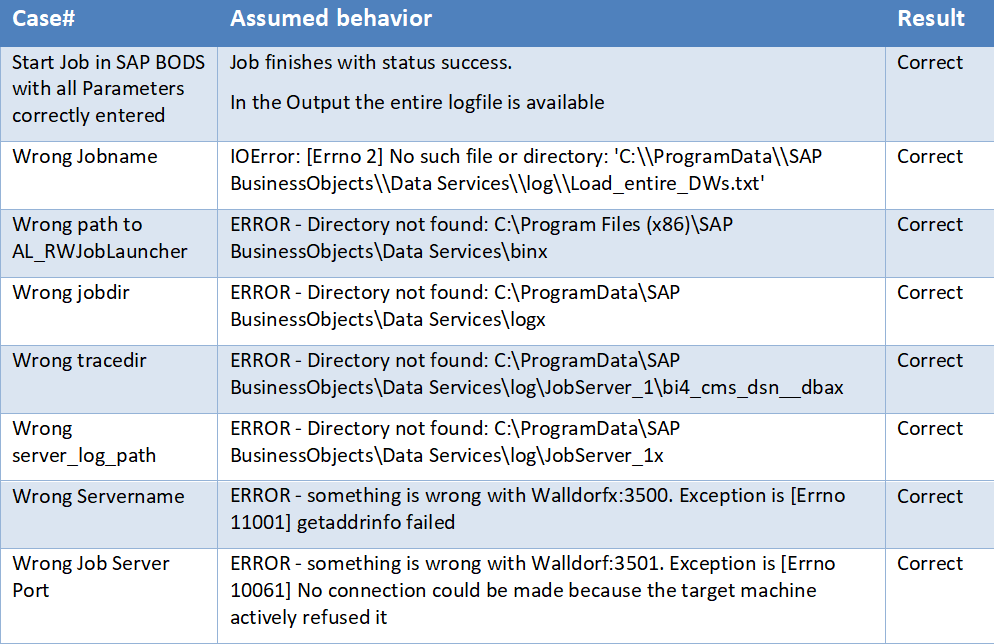 Case# Assumed behavior Result
Start Job in SAP BODS Job finishes with status success. Correct
with all Parameters
In the Output the entire logfile is available
correctly entered
Wrong Jobname IOError: [Errno 2] No such file or directory: 'C:\\ProgramData\\SAP Correct
BusinessObjects\\Data Services\\log\\Load_entire_DWs.txt'
Wrong path to ERROR - Directory not found: C:\Program Files (x86)\SAP Correct
AL_RWJobLauncher BusinessObjects\Data Services\binx
Wrong jobdir ERROR - Directory not found: C:\ProgramData\SAP Correct
BusinessObjects\Data Services\logx
Wrong tracedir ERROR - Directory not found: C:\ProgramData\SAP Correct
BusinessObjects\Data Services\log\JobServer_1\bi4_cms_dsn__dbax
Wrong ERROR - Directory not found: C:\ProgramData\SAP Correct
server_log_path BusinessObjects\Data Services\log\JobServer_1x
Wrong Servername ERROR - something is wrong with Walldorfx:3500. Exception is [Errno Correct
11001] getaddrinfo failed
Wrong Job Server ERROR - something is wrong with Walldorf:3501. Exception is [Errno Correct
Port 10061] No connection could be made because the target machine
actively refused it